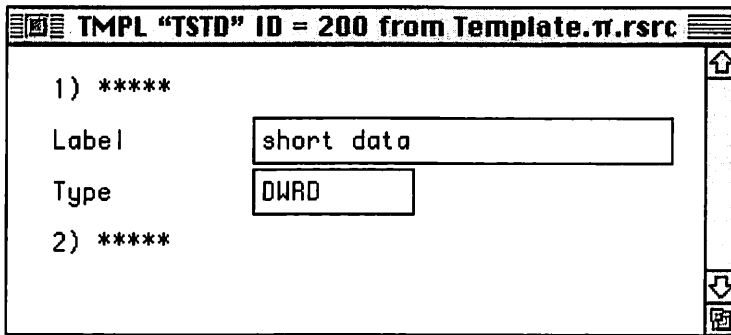 TMPL “TSTD” ID = 200 from Template.π.rsrc
1) *****
Label short data
Type DWRD
2) *****